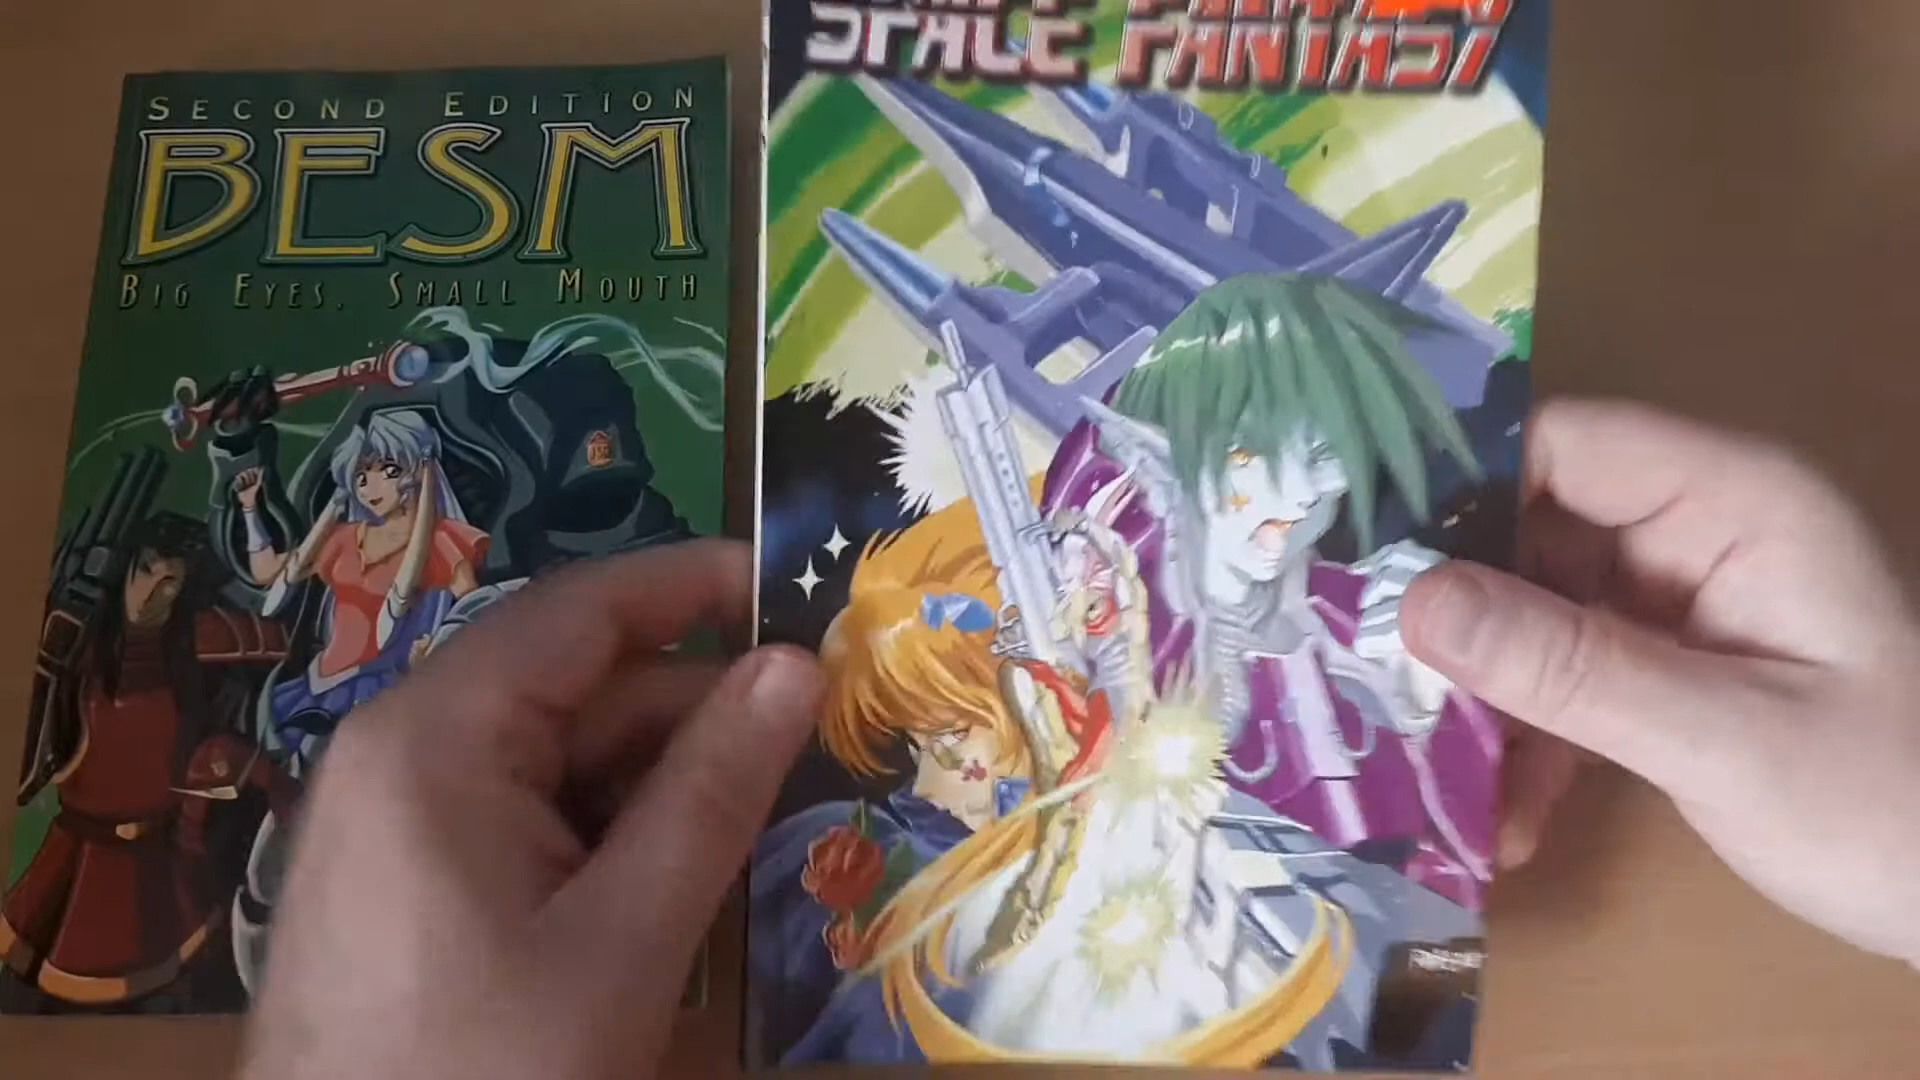 SECOND EDITION
BESM
BIG EYES, SMALL MOUTH
SPACE FANTASY